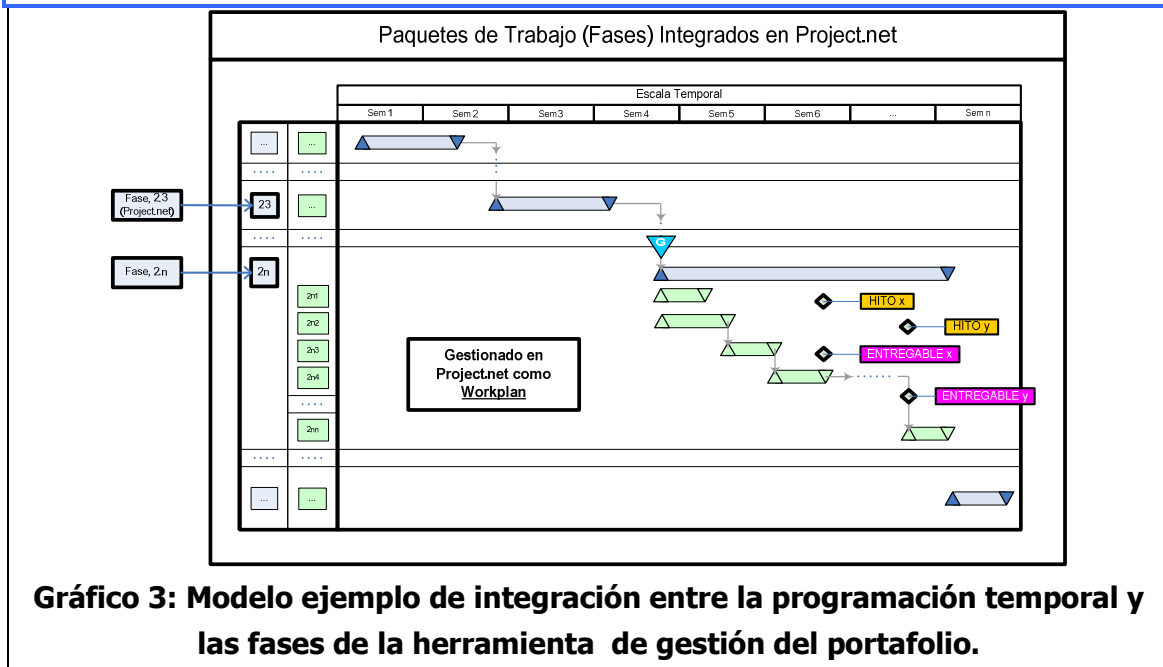 Paquetes de Trabajo (Fases) Integrados en Project.net
Escala Temporal
Sem 1 Sem 2 Sem 3 Sem 4 Sem 5 Sem 6 ... Sem n
... ...
.... ....
Fase, 2.3
(Project.net)
23 ...
.... ....
G
Fase, 2.n
2n
2n1
HITO x
2n2
HITO y
2n3
ENTREGABLE x
2n4
ENTREGABLE y
....
2nn
Gestionado en
Project.net como
Workplan
.... ....
... ...
Gráfico 3: Modelo ejemplo de integración entre la programación temporal y
las fases de la herramienta de gestión del portafolio.